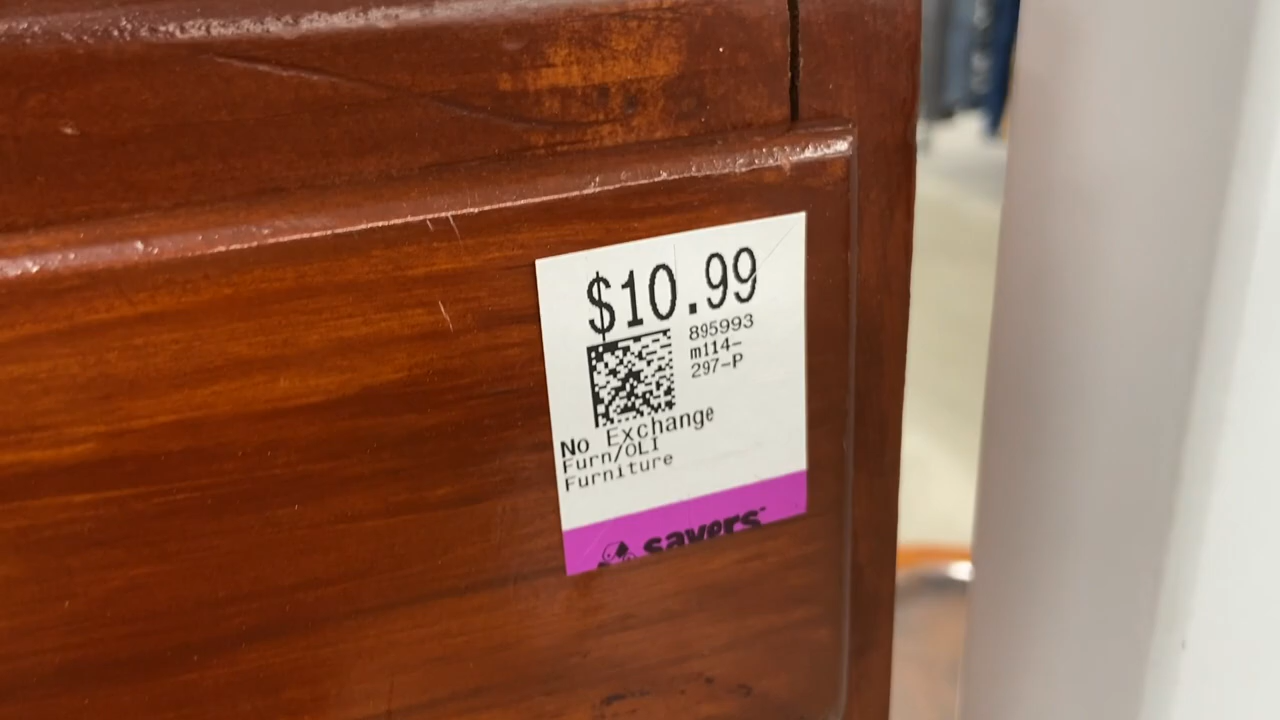 $10.99
895993
m114-
297-P
No Exchange
Furn/OLI
Furniture
savers